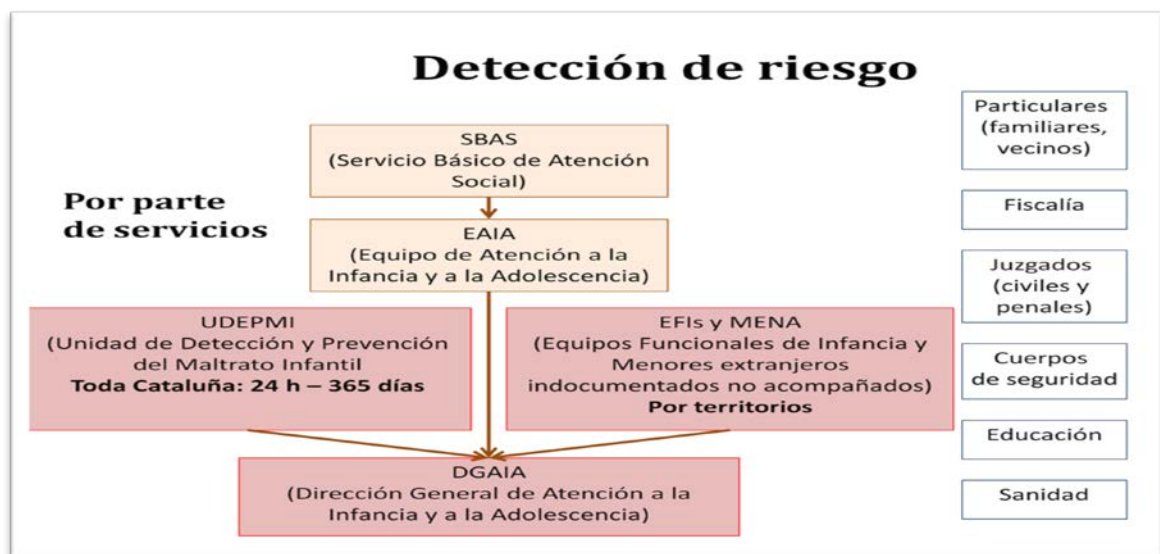 Detección de riesgo
Por parte
de servicios
SBAS
(Servicio Básico de Atención
Social)
EAIA
(Equipo de Atención a la
Infancia y a la Adolescencia)
UDEPMI
(Unidad de Detección y Prevención
del Maltrato Infantil
Toda Cataluña: 24 h – 365 días
EFIs y MENA
(Equipos Funcionales de Infancia y
Menores extranjeros
indocumentados no acompañados)
Por territorios
DGAIA
(Dirección General de Atención a la
Infancia y a la Adolescencia)
Particulares
(familiares,
vecinos)
Fiscalía
Juzgados
(civiles y
penales)
Cuerpos
de seguridad
Educación
Sanidad